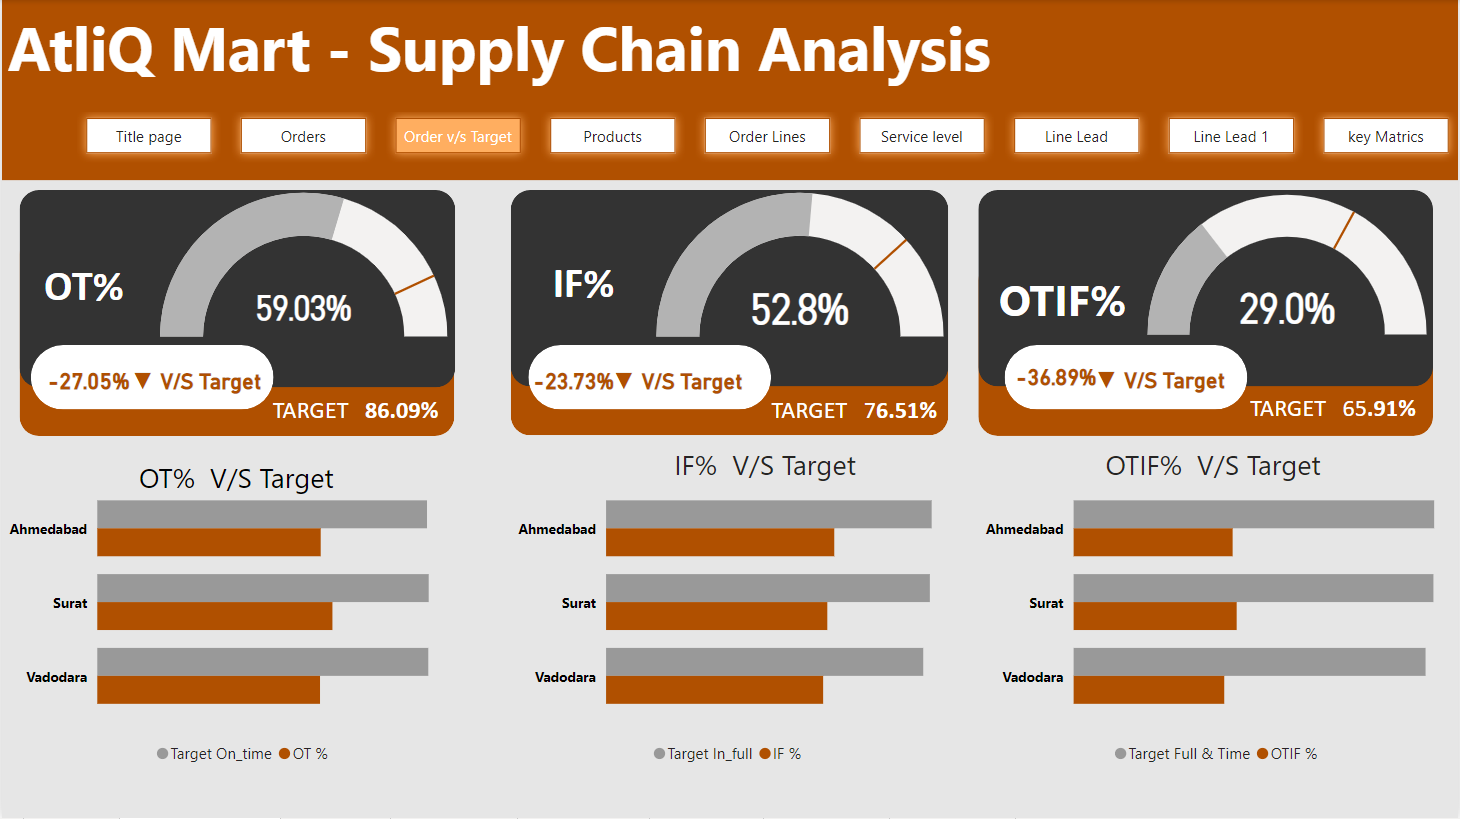 AtliQ Mart - Supply Chain Analysis
Title page
Orders
Order v/s Target
Products
Order Lines
Service level
Line Lead
Line Lead 1
key Matrics
OT%
59.03%
-27.05%▼ V/S Target
TARGET 86.09%
IF%
52.8%
-23.73%▼ V/S Target
TARGET 76.51%
OTIF%
29.0%
-36.89%▼ V/S Target
TARGET 65.91%
OT% V/S Target
Ahmedabad
Surat
Vadodara
Target On_time OT %
IF% V/S Target
Ahmedabad
Surat
Vadodara
Target In_full IF %
OTIF% V/S Target
Ahmedabad
Surat
Vadodara
Target Full & Time OTIF %